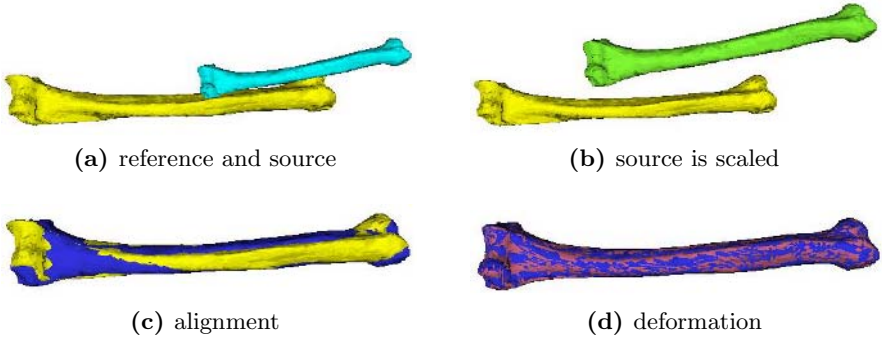 (a) reference and source
(b) source is scaled
(c) alignment
(d) deformation